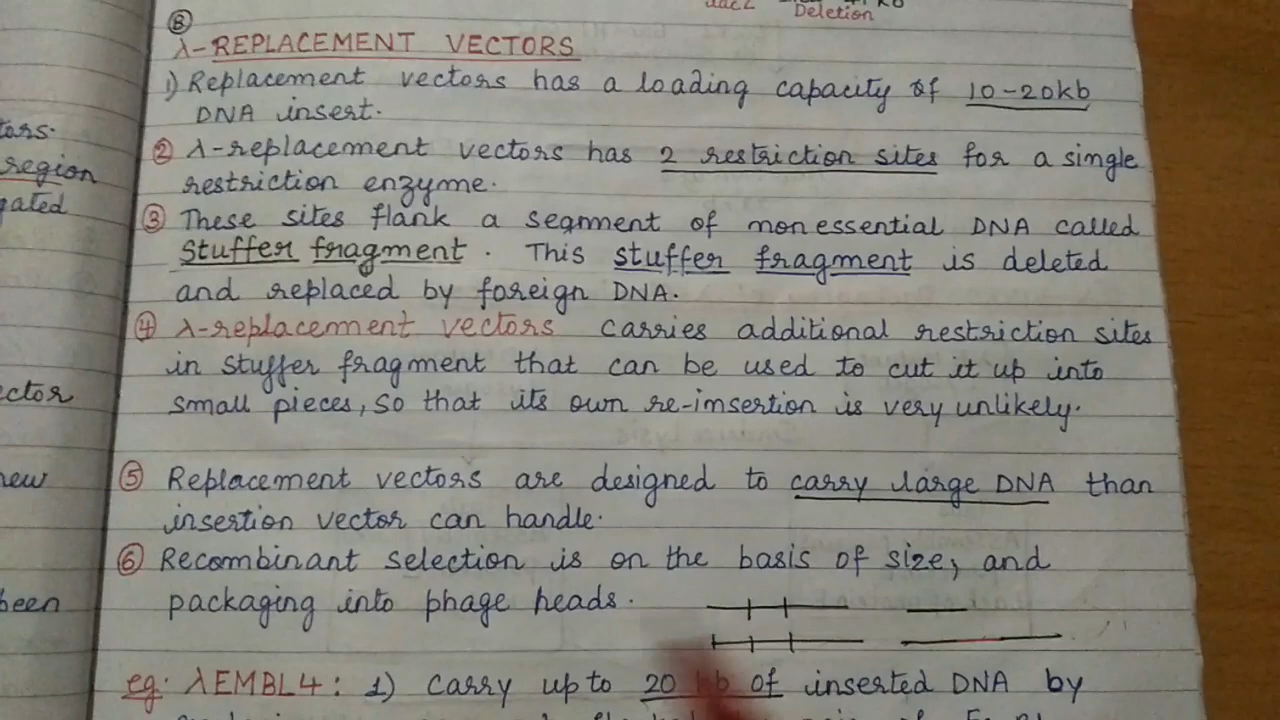 Deletion
Ⓑ
λ-REPLACEMENT VECTORS
1) Replacement vectors has a loading capacity of 10-20kb
DNA insert.
② λ-replacement vectors has 2 restriction sites for a single
restriction enzyme.
③ These sites flank a segment of nonessential DNA called
stuffer fragment. This stuffer fragment is deleted
and replaced by foreign DNA.
④ λ-replacement vectors carries additional restriction sites
in stuffer fragment that can be used to cut it up into
small pieces, so that its own re-insertion is very unlikely.
⑤ Replacement vectors are designed to carry large DNA than
insertion vector can handle.
⑥ Recombinant selection is on the basis of size, and
packaging into phage heads.
eg. λEMBL4: 1) carry upto 20 kb of inserted DNA by
region
been